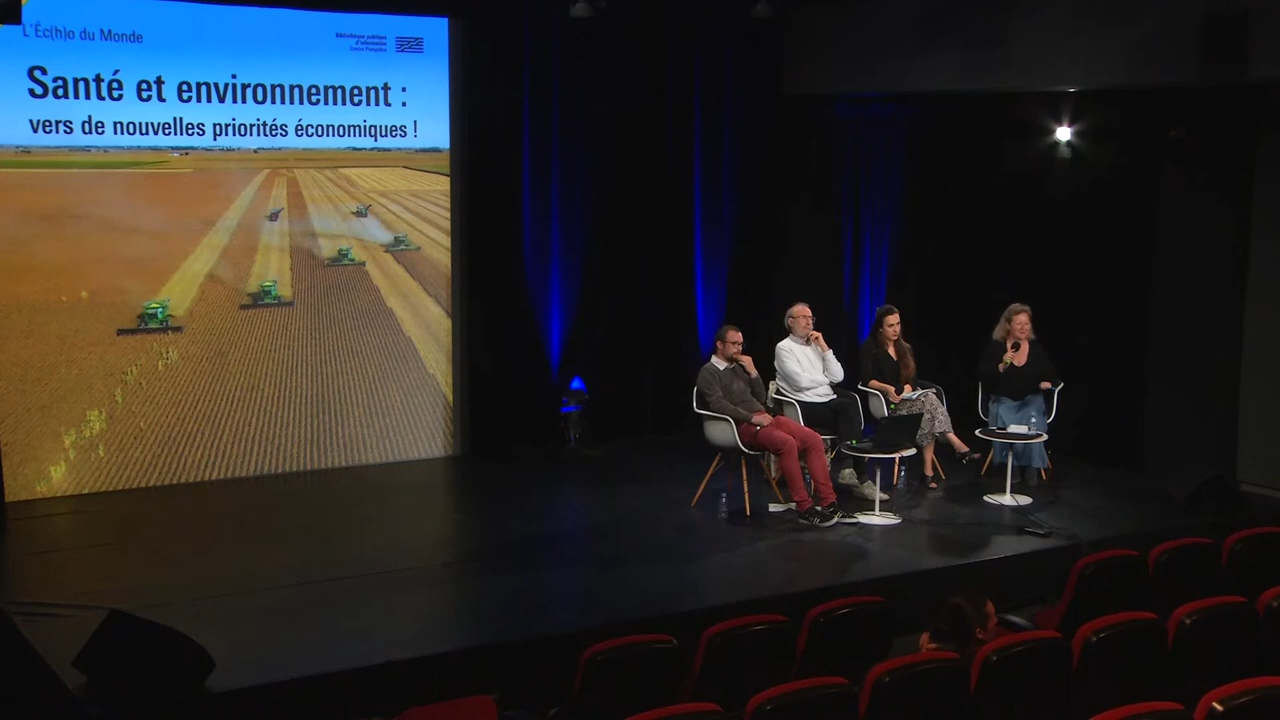 L'Éc(h)o du Monde
Bibliothèque publique
d'information
Centre Pompidou
Santé et environnement :
vers de nouvelles priorités économiques !